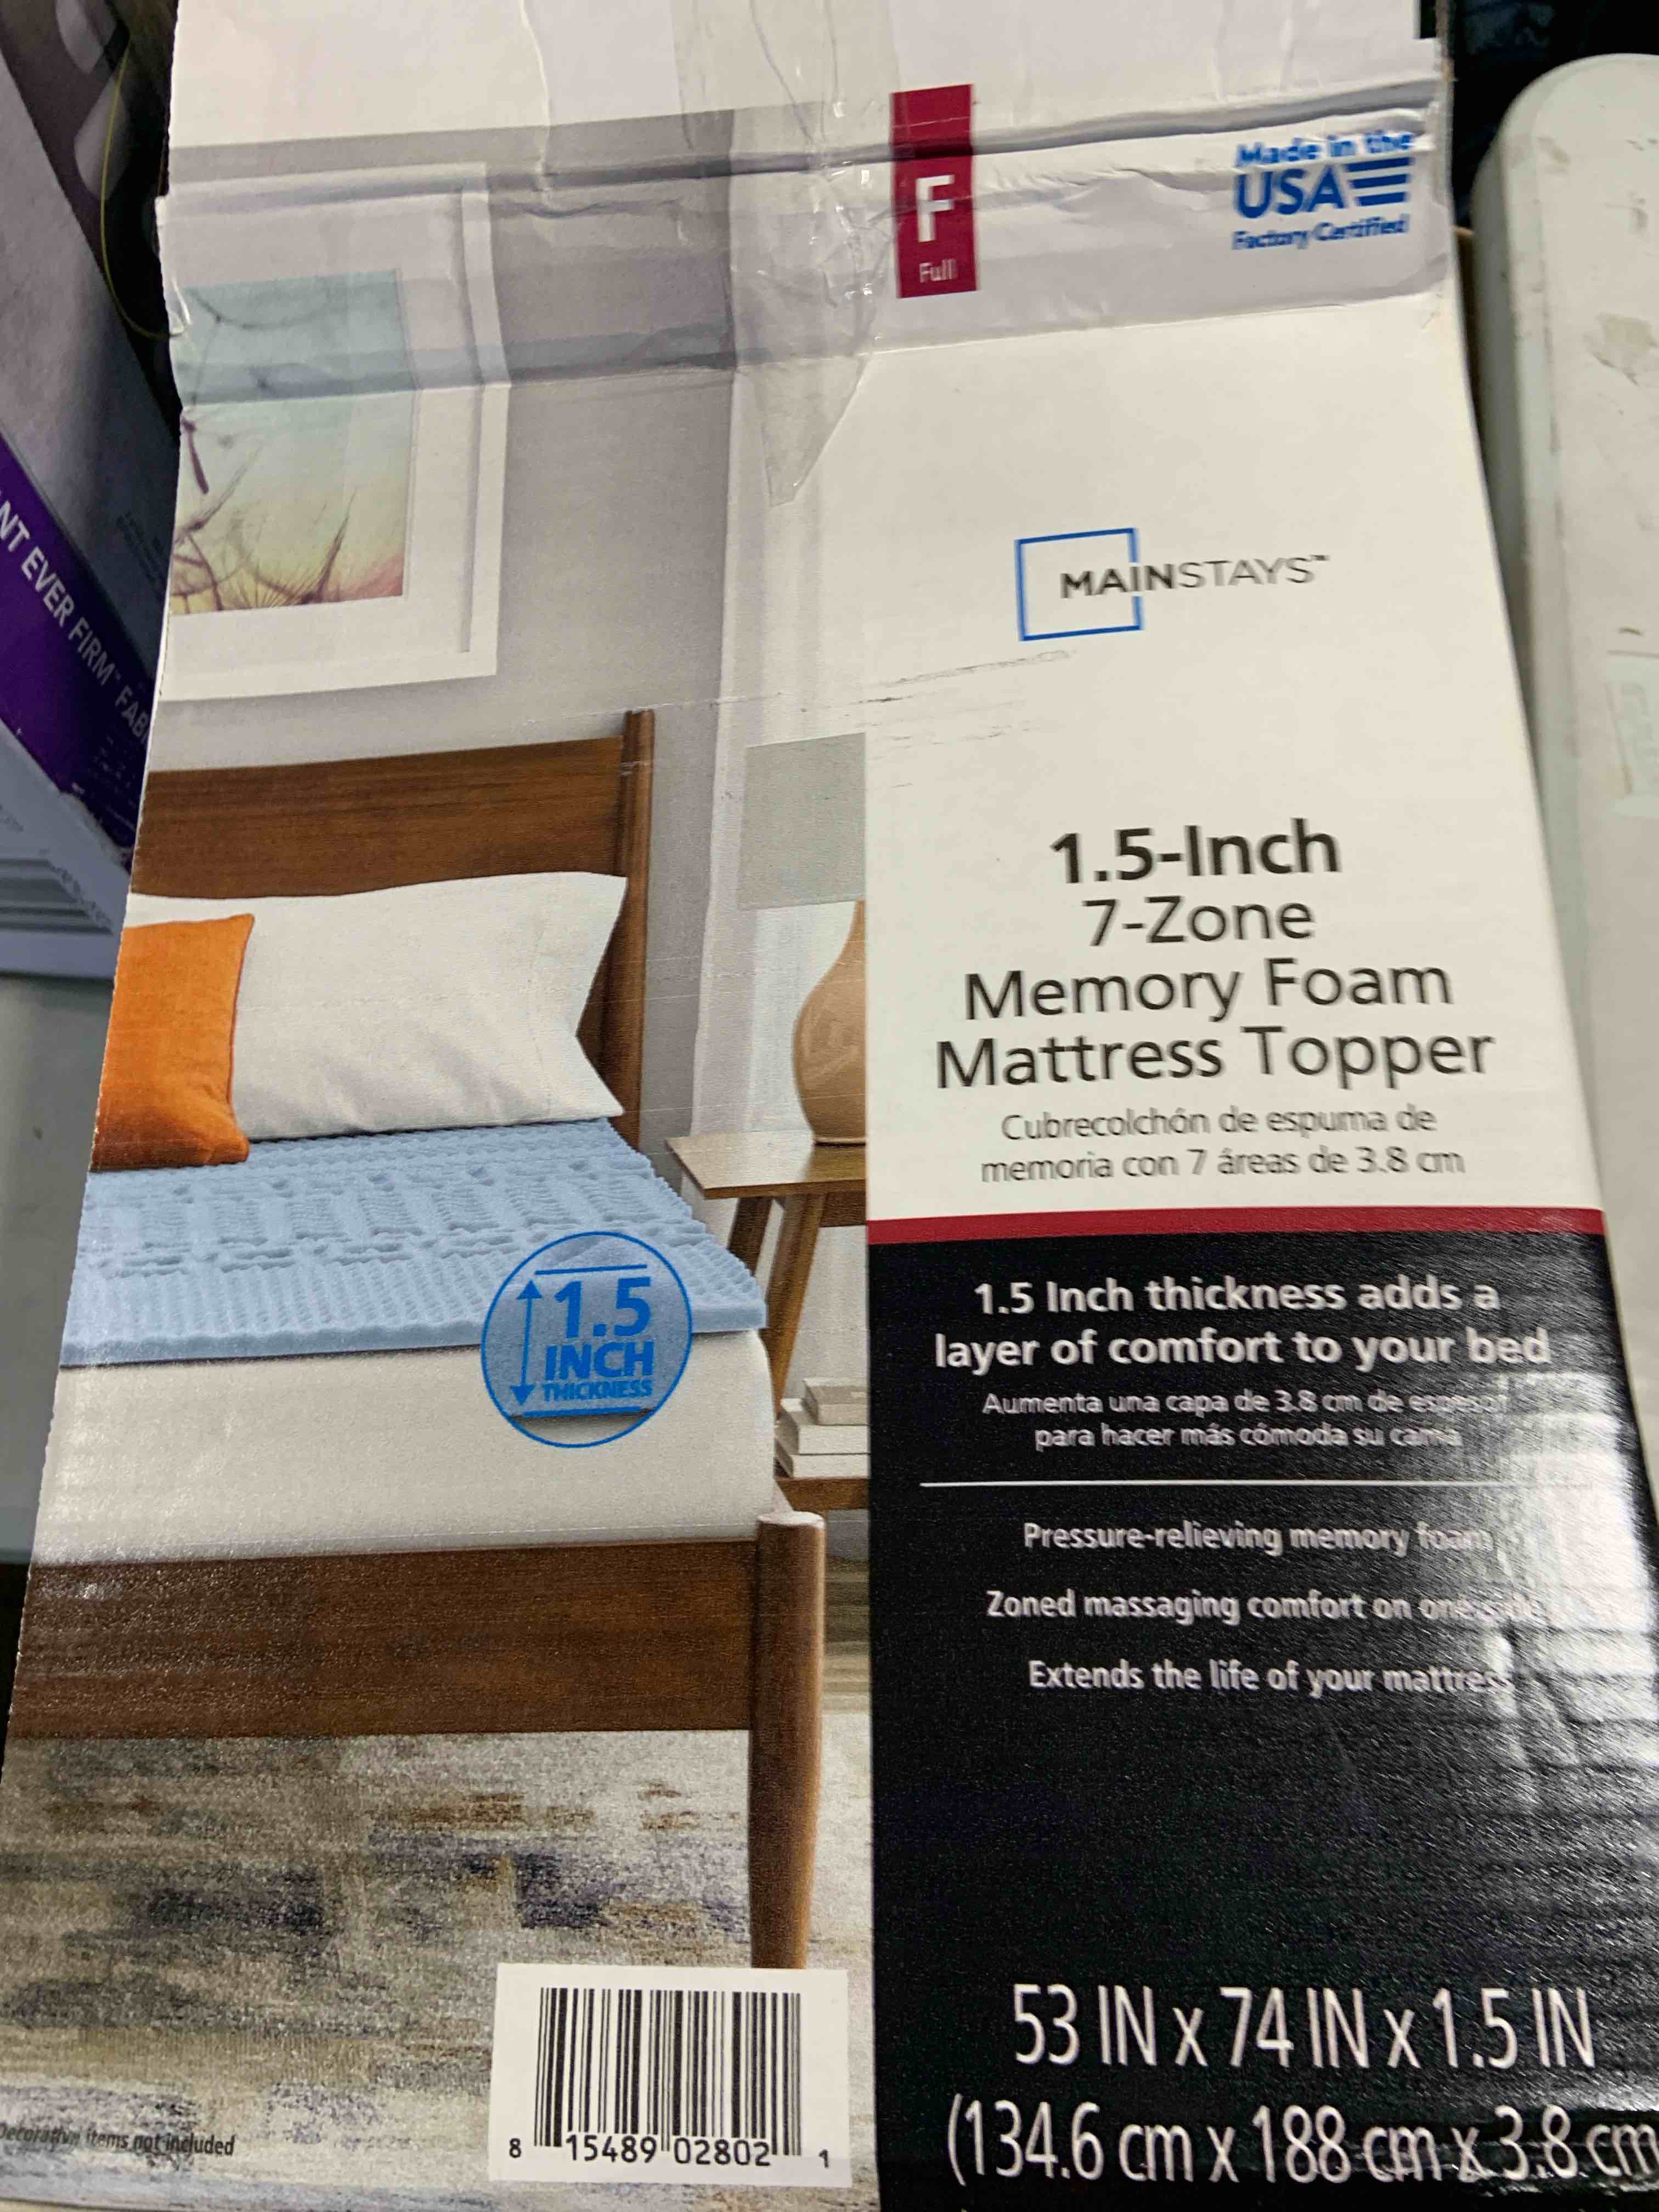 F
Full
Made in the
USA
Factory Certified
NT EVER FIRM™ FAB
MAINSTAYS™
1.5-Inch
7-Zone
Memory Foam
Mattress Topper
Cubrecolchón de espuma de
memoria con 7 áreas de 3.8 cm
1.5
INCH
THICKNESS
1.5 Inch thickness adds a
layer of comfort to your bed
Aumenta una capa de 3.8 cm de espesor
para hacer más cómoda su cama
Pressure-relieving memory foam
Zoned massaging comfort on one side
Extends the life of your mattress
53 IN x 74 IN x 1.5 IN
(134.6 cm x 188 cm x 3.8 cm
Decorative items not included
8 15489 02802 1